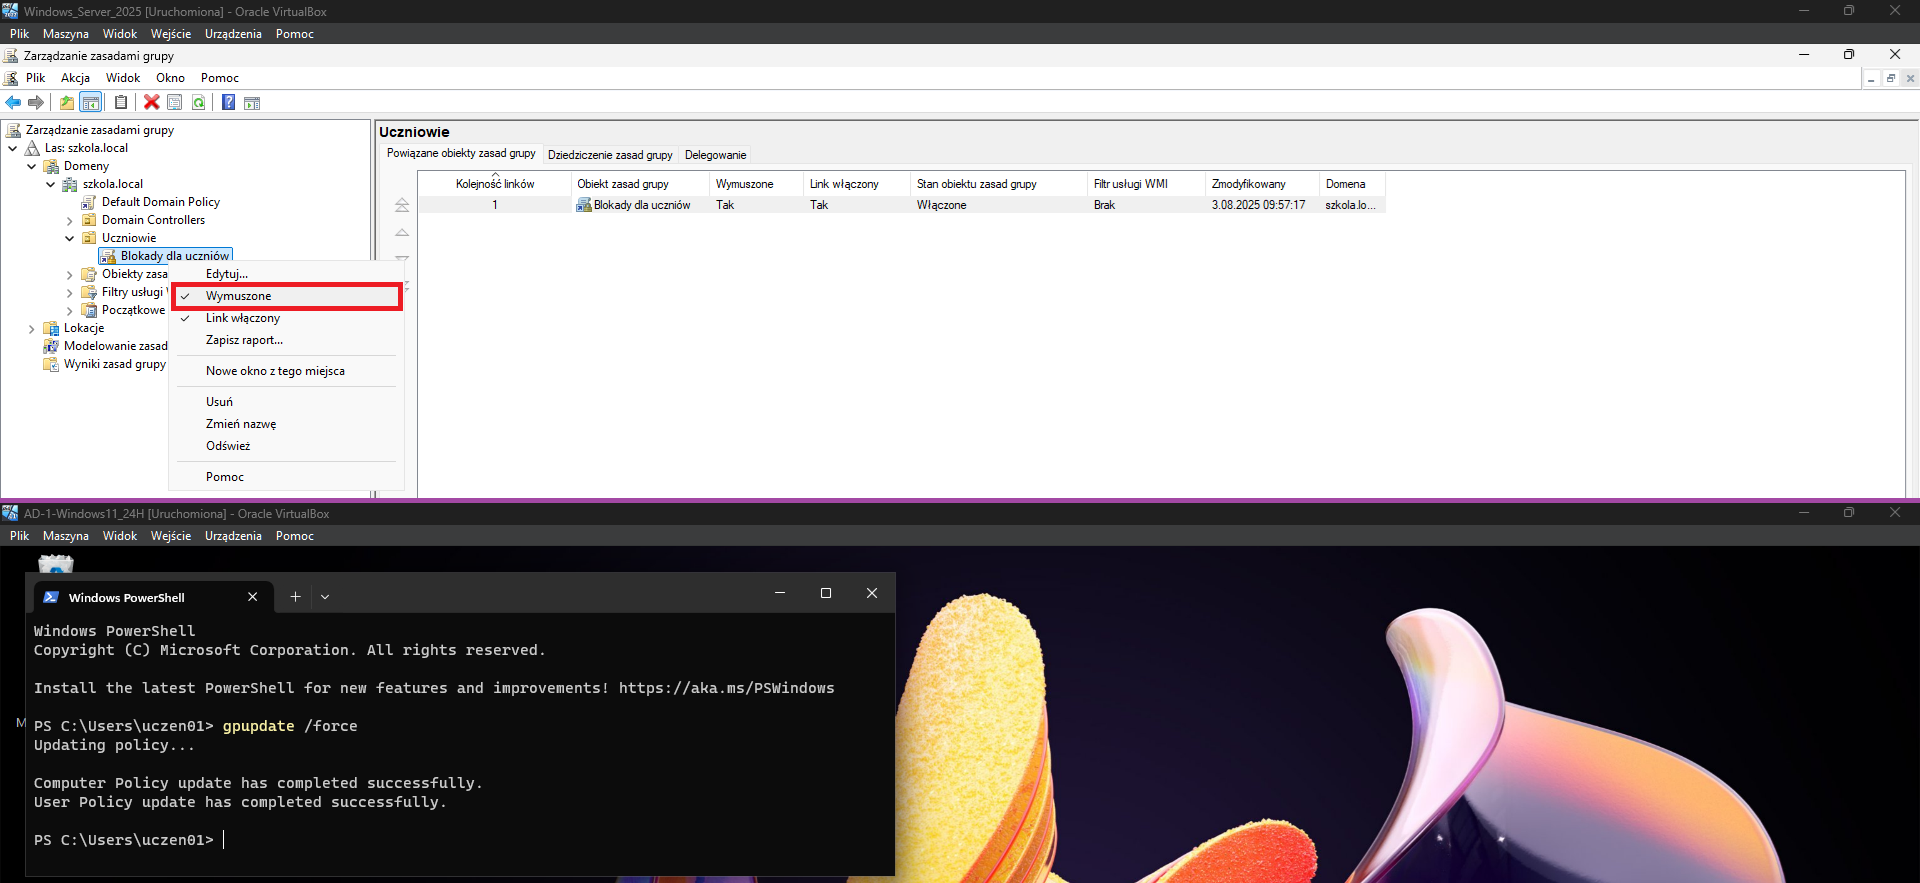 Windows_Server_2025 [Uruchomiona] - Oracle VirtualBox
Plik Maszyna Widok Wejście Urządzenia Pomoc
Zarządzanie zasadami grupy
Plik Akcja Widok Okno Pomoc
Zarządzanie zasadami grupy
Las: szkola.local
Domeny
szkola.local
Default Domain Policy
Domain Controllers
Uczniowie
Blokady dla uczniów
Obiekty zasa
Filtry usługi
Początkowe
Lokacje
Modelowanie zasad
Wyniki zasad grupy
Edytuj...
Wymuszone
Link włączony
Zapisz raport...
Nowe okno z tego miejsca
Usuń
Zmień nazwę
Odśwież
Pomoc
Uczniowie
Powiązane obiekty zasad grupy Dziedziczenie zasad grupy Delegowanie
Kolejność linków Obiekt zasad grupy Wymuszone Link włączony Stan obiektu zasad grupy Filtr usługi WMI Zmodyfikowany Domena
1 Blokady dla uczniów Tak Tak Włączone Brak 3.08.2025 09:57:17 szkola.lo...
AD-1-Windows11_24H [Uruchomiona] - Oracle VirtualBox
Plik Maszyna Widok Wejście Urządzenia Pomoc
M
Windows PowerShell
Windows PowerShell
Copyright (C) Microsoft Corporation. All rights reserved.
Install the latest PowerShell for new features and improvements! https://aka.ms/PSWindows
PS C:\Users\uczen01> gpupdate /force
Updating policy...
Computer Policy update has completed successfully.
User Policy update has completed successfully.
PS C:\Users\uczen01>